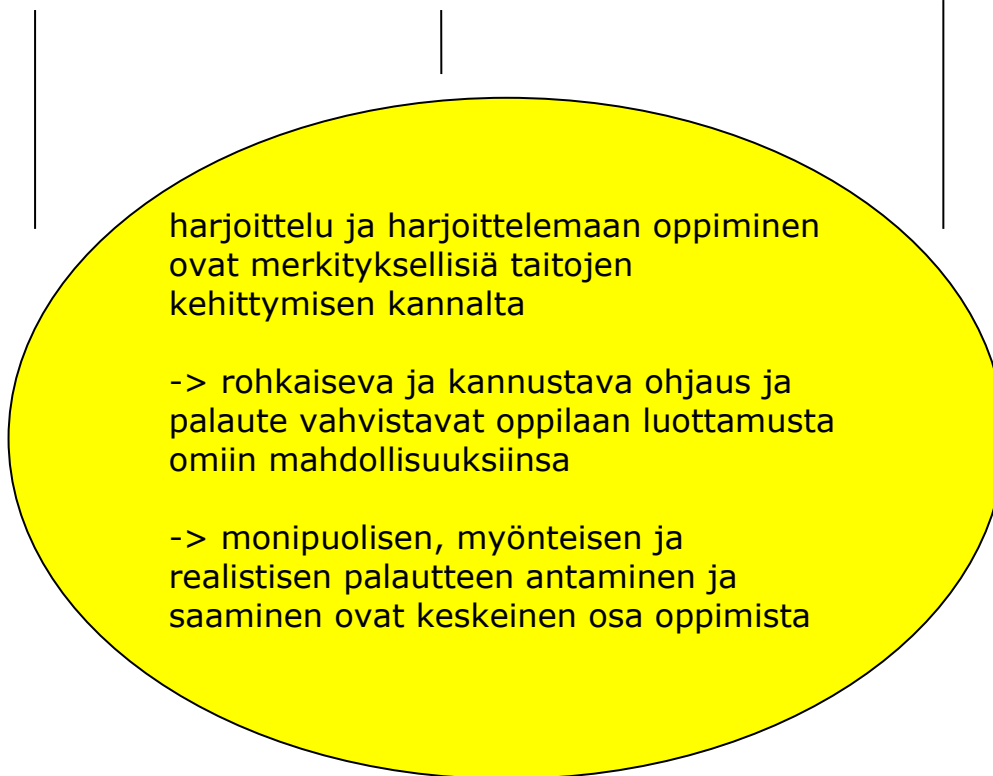 harjoittelu ja harjoittelemaan oppiminen
ovat merkityksellisiä taitojen
kehittymisen kannalta
-> rohkaiseva ja kannustava ohjaus ja
palaute vahvistavat oppilaan luottamusta
omiin mahdollisuuksiinsa
-> monipuolisen, myönteisen ja
realistisen palautteen antaminen ja
saaminen ovat keskeinen osa oppimista